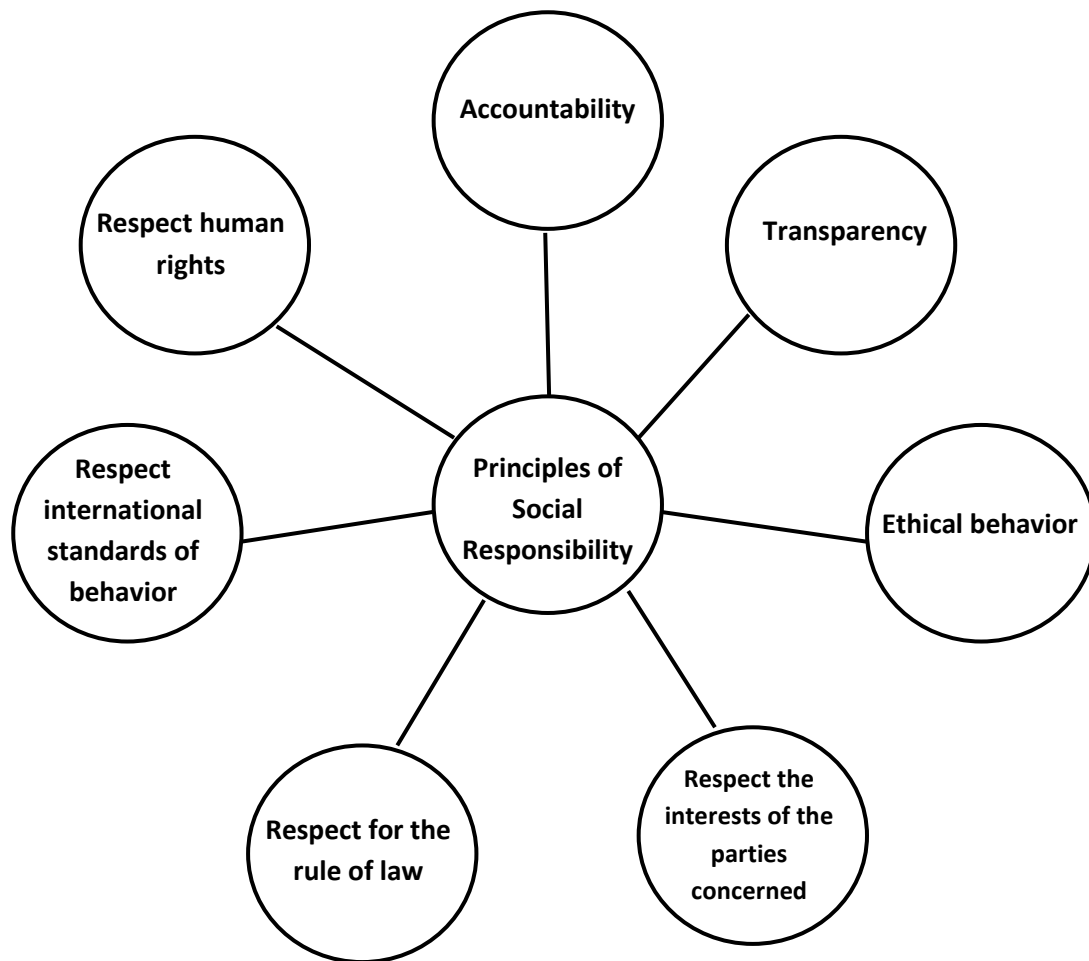 Accountability
Transparency
Respect human
rights
Principles of
Social
Responsibility
Respect
international
standards of
behavior
Ethical behavior
Respect for the
rule of law
Respect the
interests of the
parties
concerned